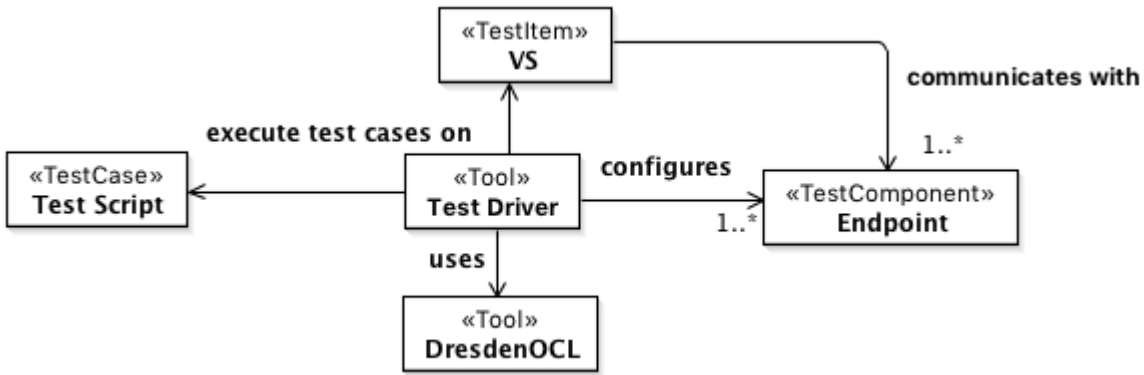 «TestItem»
VS
communicates with
execute test cases on
1..*
«TestCase»
Test Script
«Tool»
Test Driver
configures
1..*
«TestComponent»
Endpoint
uses
«Tool»
DresdenOCL